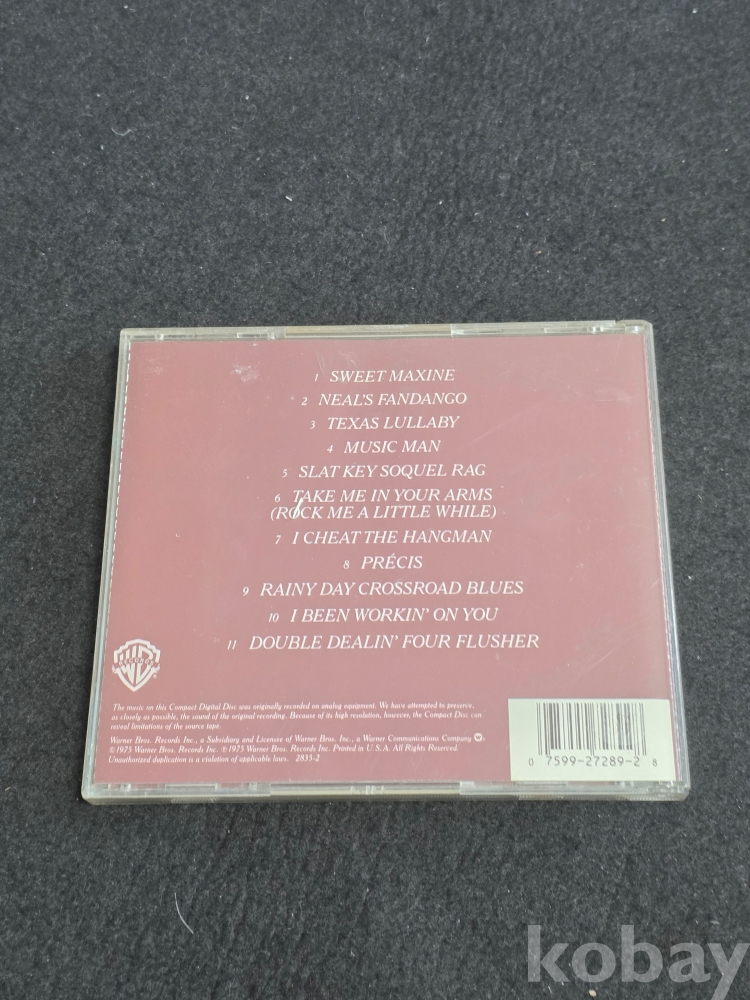 1 SWEET MAXINE
2 NEAL'S FANDANGO
3 TEXAS LULLABY
4 MUSIC MAN
5 SLAT KEY SOQUEL RAG
6 TAKE ME IN YOUR ARMS
(ROCK ME A LITTLE WHILE)
7 I CHEAT THE HANGMAN
8 PRÉCIS
9 RAINY DAY CROSSROAD BLUES
10 I BEEN WORKIN' ON YOU
11 DOUBLE DEALIN' FOUR FLUSHER
WB
RECORDS
The music on this Compact Digital Disc was originally recorded on analog equipment. We have attempted to preserve,
as closely as possible, the sound of the original recording. Because of its high resolution, however, the Compact Disc can
reveal limitations of the source tape.
Warner Bros. Records Inc., a Subsidiary and Licensee of Warner Bros. Inc., a Warner Communications Company
© 1975 Warner Bros. Records Inc. ℗ 1975 Warner Bros. Records Inc. Printed in U.S.A. All Rights Reserved.
Unauthorized duplication is a violation of applicable laws. 2835-2
0 7599-27289-2 8
kobay